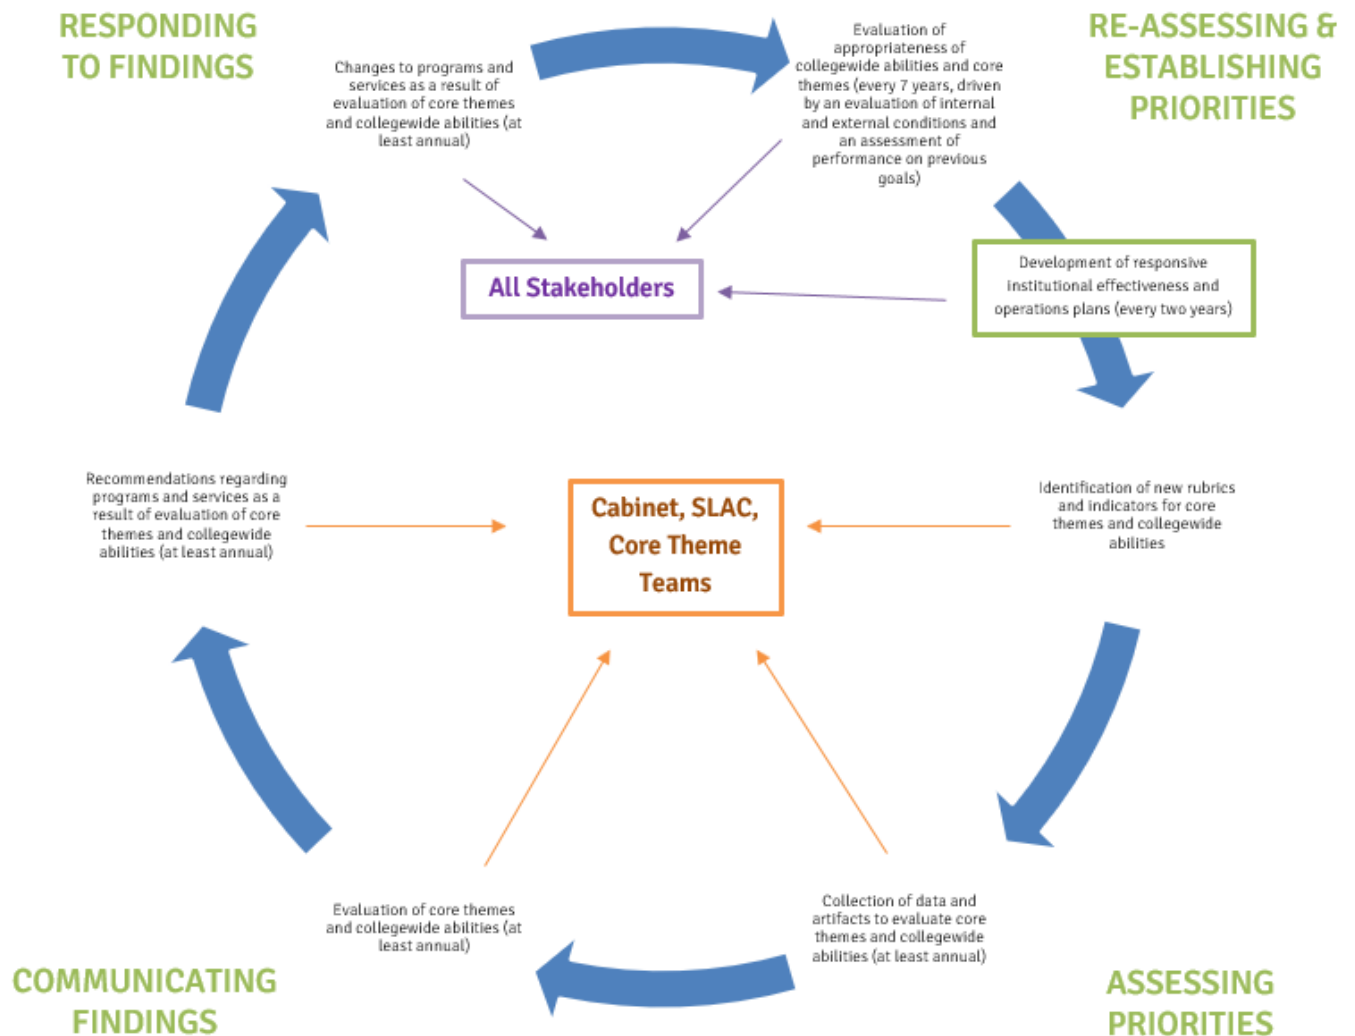 RESPONDING
TO FINDINGS
Changes to programs and
services as a result of
evaluation of core themes
and collegewide abilities (at
least annual)
Evaluation of
appropriateness of
collegewide abilities and core
themes (every 7 years, driven
by an evaluation of internal
and external conditions and
an assessment of
performance on previous
goals)
RE-ASSESSING &
ESTABLISHING
PRIORITIES
All Stakeholders
Development of responsive
institutional effectiveness and
operations plans (every two years)
Recommendations regarding
programs and services as a
result of evaluation of core
themes and collegewide
abilities (at least annual)
Cabinet, SLAC,
Core Theme
Teams
Identification of new rubrics
and indicators for core
themes and collegewide
abilities
Evaluation of core themes
and collegewide abilities (at
least annual)
Collection of data and
artifacts to evaluate core
themes and collegewide
abilities (at least annual)
COMMUNICATING
FINDINGS
ASSESSING
PRIORITIES